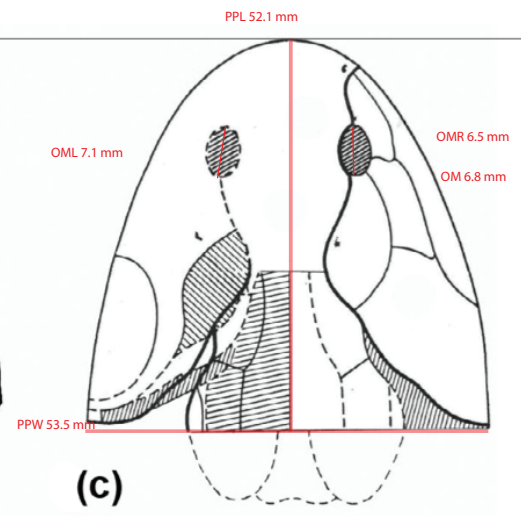 PPL 52.1 mm
OMR 6.5 mm
OML 7.1 mm
OM 6.8 mm
PPW 53.5 mm
(c)